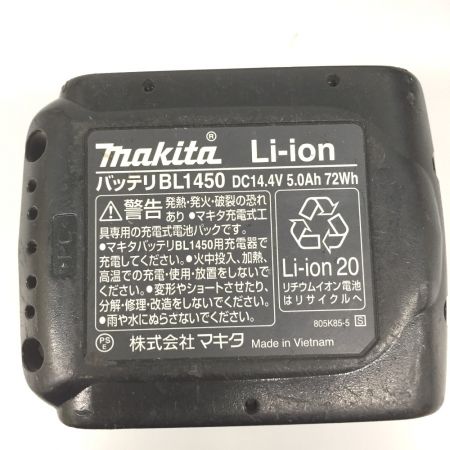 makita® Li-ion
バッテリBL1450 DC14.4V 5.0Ah 72Wh
⚠警告 発熱・発火・破裂の恐れあり ●マキタ充電式工
具専用の充電式電池パックです。
●マキタバッテリBL1450用充電器で
充電してください。●火中投入、加熱、
高温での充電・使用・放置をしないで
ください。●変形やショートさせたり、
分解・修理・改造をしないでください。
●雨や水にぬらさないでください。
Li-ion 20
リチウムイオン電池
はリサイクルへ
805K85-5 S
PSE 株式会社マキタ Made in Vietnam